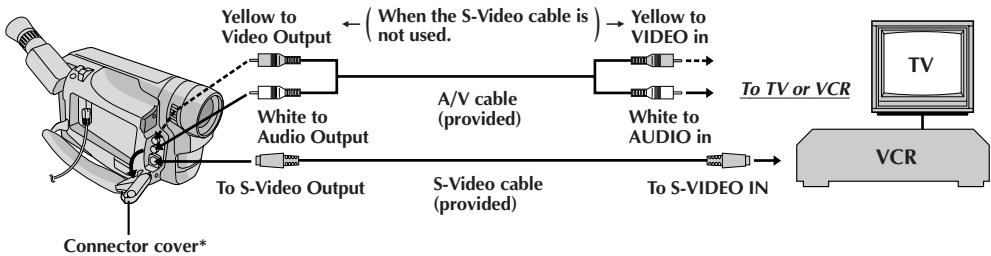 Yellow to
Video Output
← ( When the S-Video cable is
not used. ) →
Yellow to
VIDEO in
TV
To TV or VCR
A/V cable
(provided)
White to
Audio Output
White to
AUDIO in
VCR
To S-Video Output
S-Video cable
(provided)
To S-VIDEO IN
Connector cover*